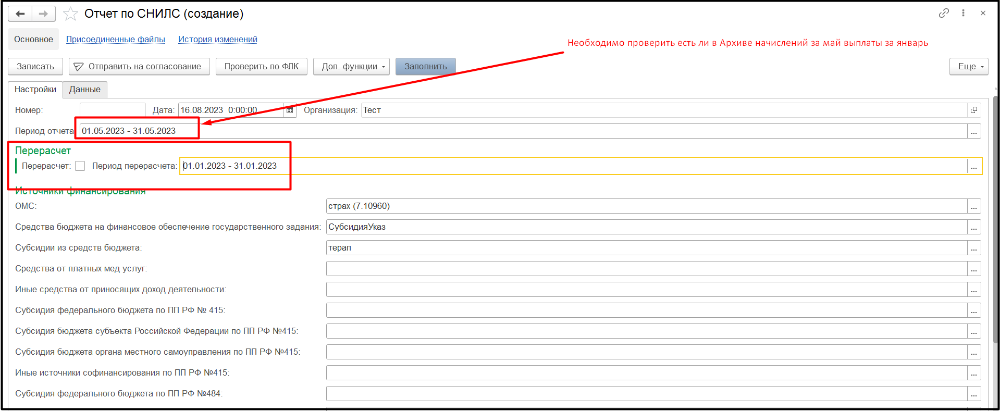 Отчет по СНИЛС (создание)
Основное Присоединенные файлы История изменений
Необходимо проверить есть ли в Архиве начислений за май выплаты за январь
Записать Отправить на согласование Проверить по ФЛК Доп. функции Заполнить Еще
Настройки Данные
Номер: Дата: 16.08.2023 0:00:00 Организация: Тест
Период отчета 01.05.2023 - 31.05.2023 ...
Перерасчет
Перерасчет: Период перерасчета: 01.01.2023 - 31.01.2023 ...
Источники финансирования
ОМС: страх (7.10960) ...
Средства бюджета на финансовое обеспечение государственного задания: СубсидияУказ ...
Субсидии из средств бюджета: терап ...
Средства от платных мед услуг: ...
Иные средства от приносящих доход деятельности: ...
Субсидия федерального бюджета по ПП РФ № 415: ...
Субсидия бюджета субъекта Российской Федерации по ПП РФ №415: ...
Субсидия бюджета органа местного самоуправления по ПП РФ №415: ...
Иные источники софинансирования по ПП РФ №415: ...
Субсидия федерального бюджета по ПП РФ №484: ...